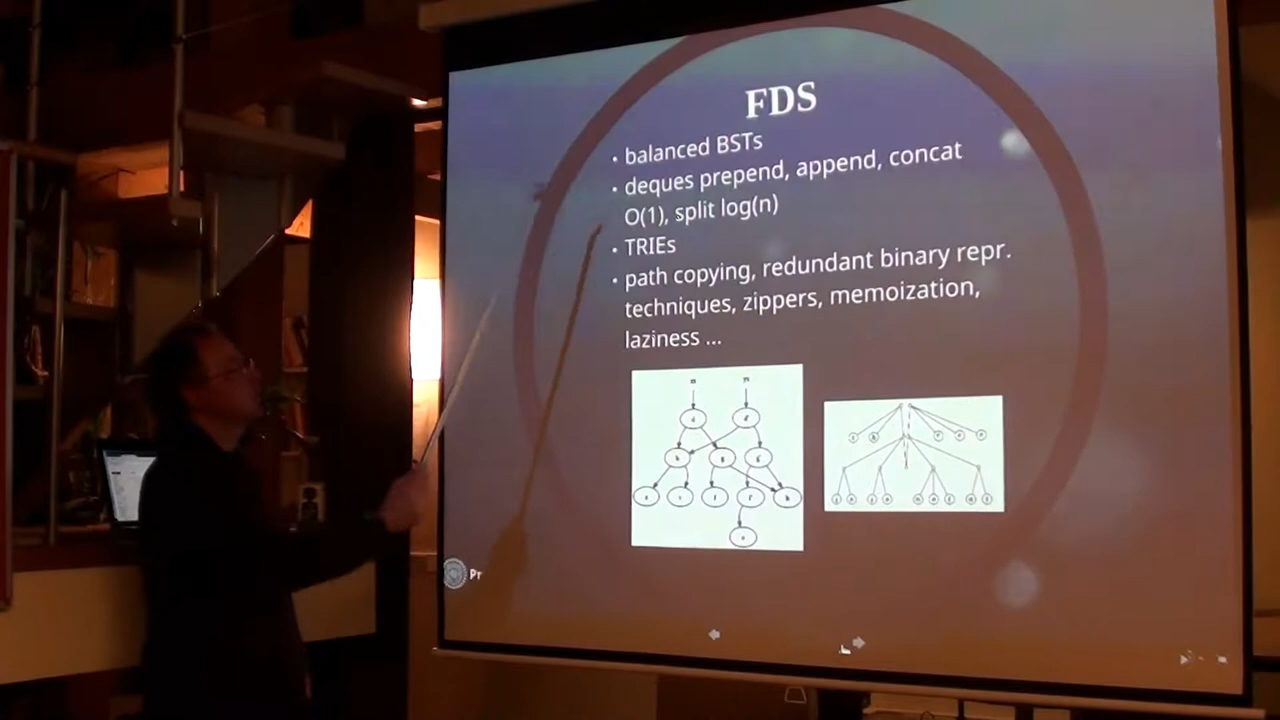 FDS
• balanced BSTs
• deques prepend, append, concat
O(1), split log(n)
• TRIEs
• path copying, redundant binary repr.
techniques, zippers, memoization,
laziness ...
Pr